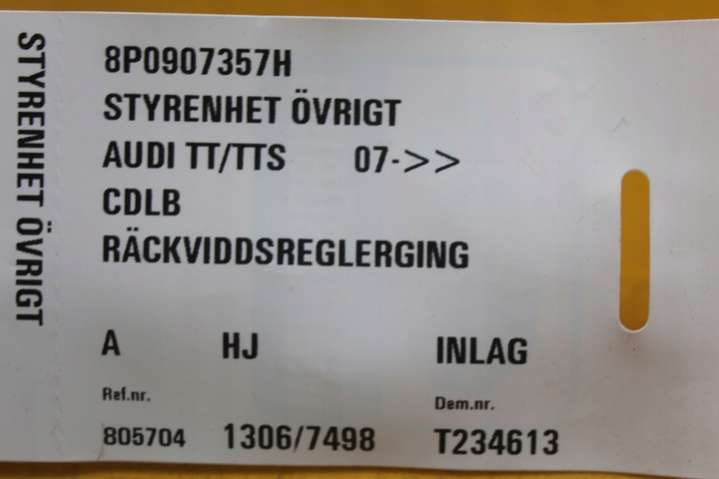 STYRENHET ÖVRIGT
8P0907357H
STYRENHET ÖVRIGT
AUDI TT/TTS 07->>
CDLB
RÄCKVIDDSREGLERGING
A HJ INLAG
Ref.nr. Dem.nr.
805704 1306/7498 T234613